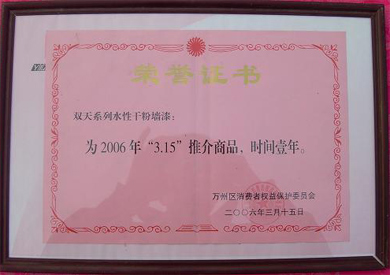 荣誉证书
双天系列水性干粉墙漆：
为2006年“3.15”推介商品，时间壹年。
万州区消费者权益保护委员会
二〇〇六年三月十五日